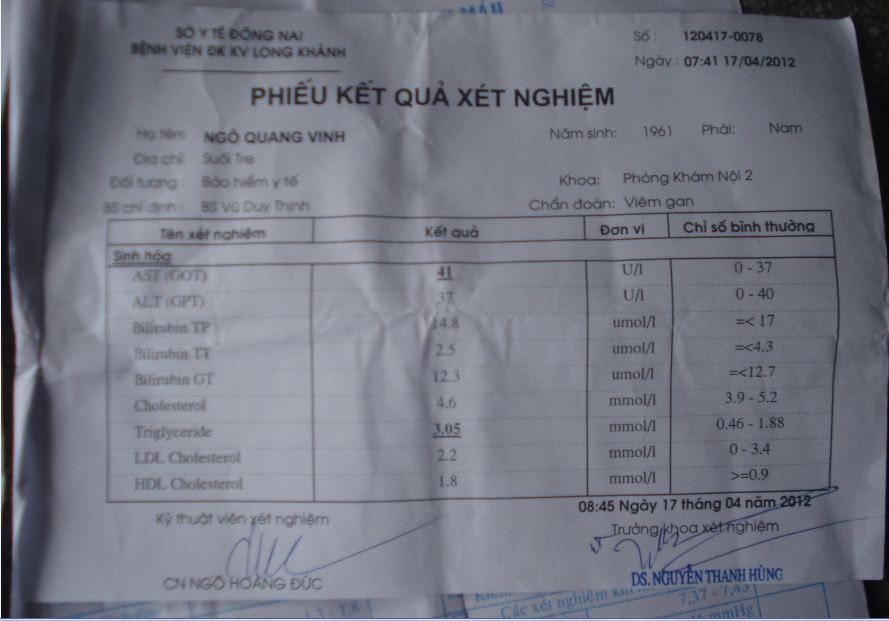 MÁU Số
SỞ Y TẾ ĐỒNG NAI
BỆNH VIỆN ĐK KV LONG KHÁNH
Số : 120417-0078
Ngày : 07:41 17/04/2012
PHIẾU KẾT QUẢ XÉT NGHIỆM
Họ tên: NGÔ QUANG VINH Năm sinh: 1961 Phái: Nam
Địa chỉ: Suối Tre
Đối tượng : Bảo hiểm y tế Khoa: Phòng Khám Nội 2
BS chỉ định : BS Vũ Duy Thịnh Chẩn đoán: Viêm gan
Tên xét nghiệm Kết quả Đơn vi Chỉ số bình thường
Sinh hóa
AST (GOT) 41 U/l 0 - 37
ALT (GPT) 37 U/l 0 - 40
Bilirubin TP 14.8 umol/l =< 17
Bilirubin TT 2.5 umol/l =<4.3
Bilirubin GT 12.3 umol/l =<12.7
Cholesterol 4.6 mmol/l 3.9 - 5.2
Triglyceride 3.05 mmol/l 0.46 - 1.88
LDL Cholesterol 2.2 mmol/l 0 - 3.4
HDL Cholesterol 1.8 mmol/l >=0.9
08:45 Ngày 17 tháng 04 năm 2012
Kỹ thuật viên xét nghiệm Trưởng khoa xét nghiệm
CN NGÔ HOÀNG ĐỨC DS. NGUYỄN THANH HÙNG
Các xét nghiệm 7.37 - 7.43
mmHg